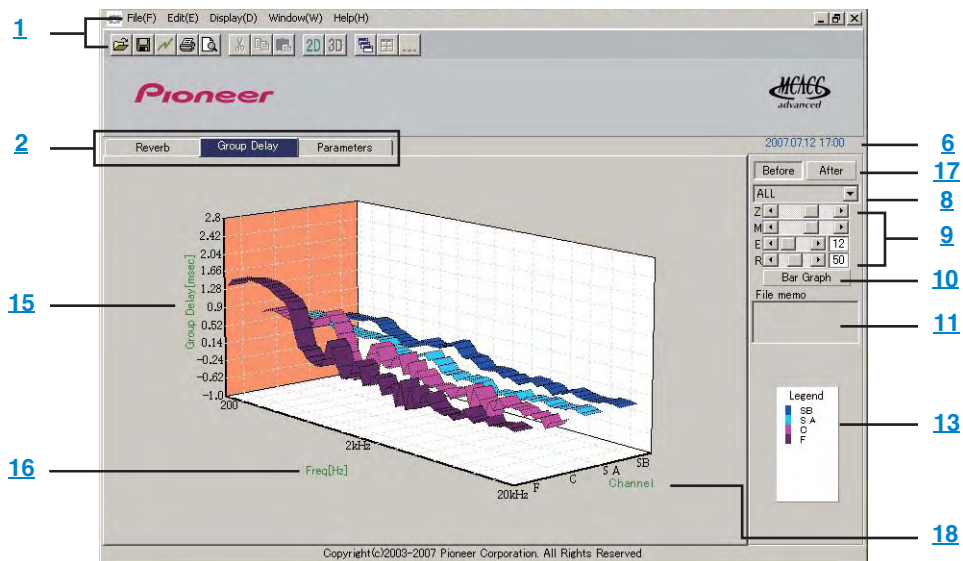 1
File(F) Edit(E) Display(D) Window(W) Help(H)
2D 3D ...
Pioneer
MCACC
advanced
2
Reverb Group Delay Parameters
2007.07.12 17:00
6
Before After
17
ALL
8
Z
M
E 12
R 50
9
Bar Graph
10
File memo
11
15
Group Delay[msec]
2.8
2.42
2.04
1.66
1.28
0.9
0.52
0.14
-0.24
-0.62
-1.0
200
2kHz
20kHz
16
Freq[Hz]
F
C
S A
SB
Channel
18
Legend
SB
S A
C
F
13
Copyright(c)2003-2007 Pioneer Corporation. All Rights Reserved